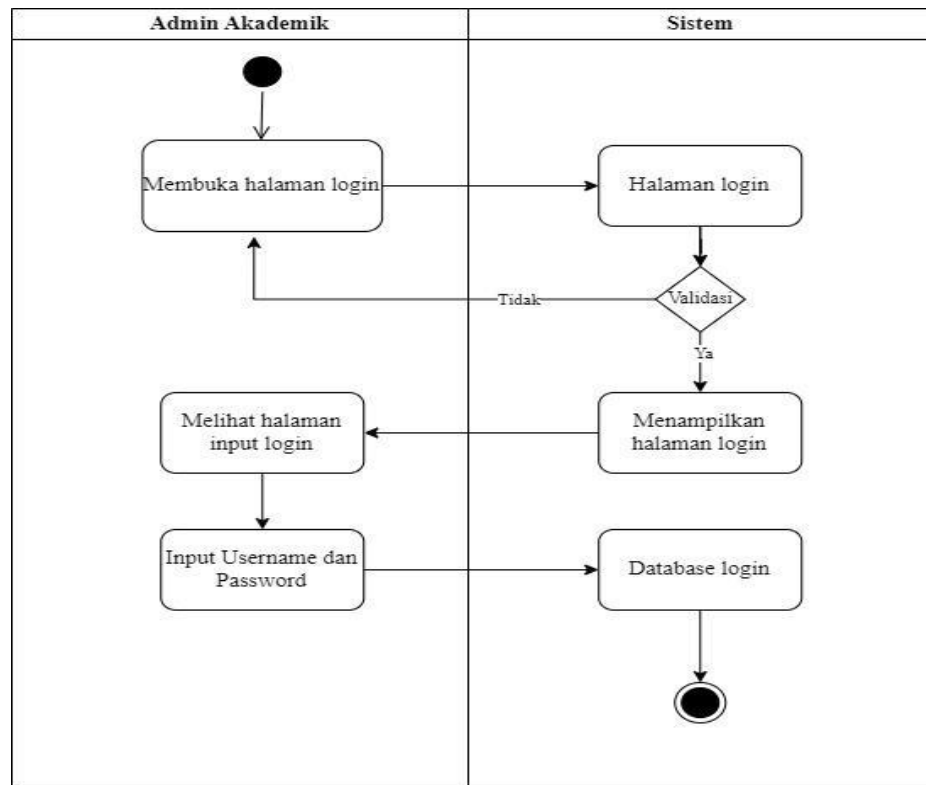 Admin Akademik
Sistem
Membuka halaman login
Halaman login
Validasi
Tidak
Ya
Melihat halaman
input login
Menampilkan
halaman login
Input Username dan
Password
Database login